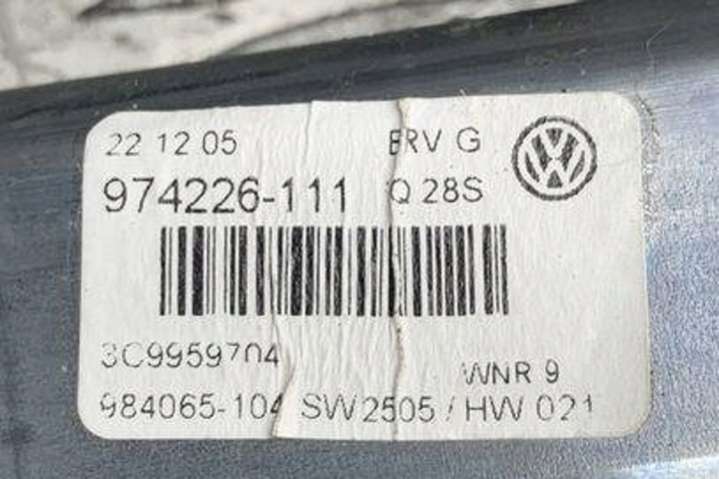 22 12 05 BRV G
974226-111 Q 28S
3C9959704
WNR 9
984065-104 SW2505 / HW 021